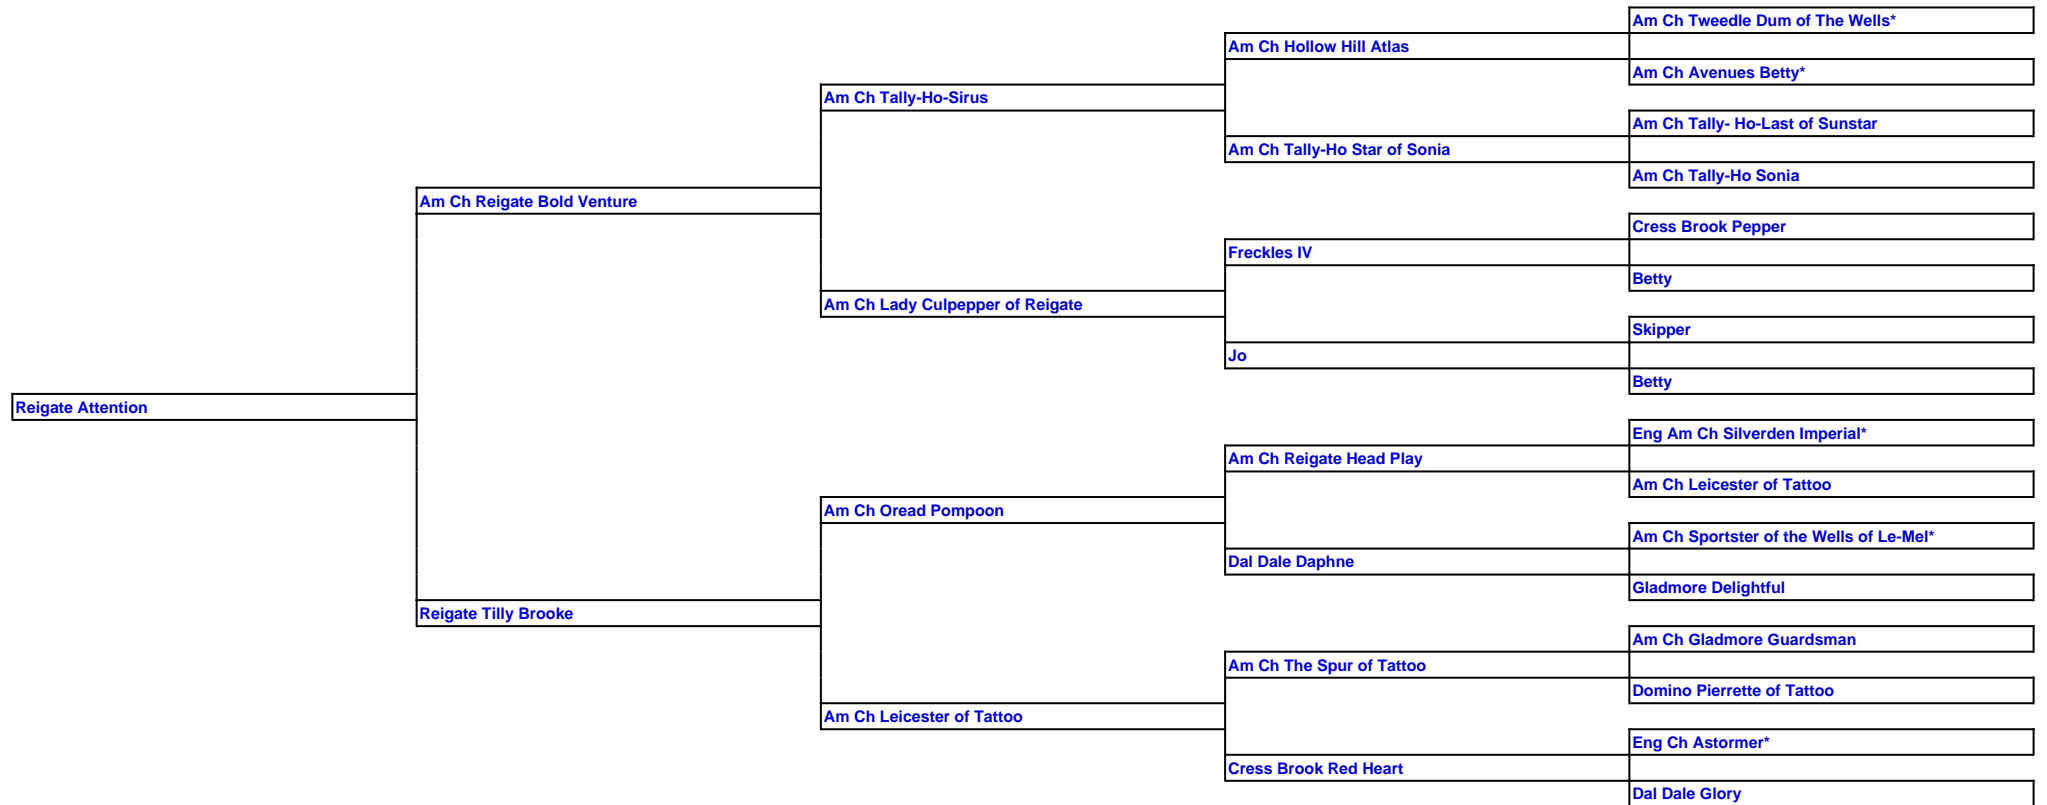 Am Ch Tweedle Dum of The Wells*
Am Ch Hollow Hill Atlas
Am Ch Avenues Betty*
Am Ch Tally-Ho-Sirus
Am Ch Tally- Ho-Last of Sunstar
Am Ch Tally-Ho Star of Sonia
Am Ch Tally-Ho Sonia
Am Ch Reigate Bold Venture
Cress Brook Pepper
Freckles IV
Betty
Am Ch Lady Culpepper of Reigate
Skipper
Jo
Betty
Reigate Attention
Eng Am Ch Silverden Imperial*
Am Ch Reigate Head Play
Am Ch Leicester of Tattoo
Am Ch Oread Pompoon
Am Ch Sportster of the Wells of Le-Mel*
Dal Dale Daphne
Gladmore Delightful
Reigate Tilly Brooke
Am Ch Gladmore Guardsman
Am Ch The Spur of Tattoo
Domino Pierrette of Tattoo
Am Ch Leicester of Tattoo
Eng Ch Astormer*
Cress Brook Red Heart
Dal Dale Glory